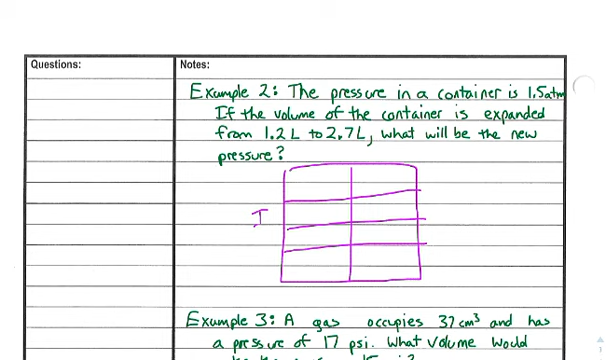 Questions:
Notes:
Example 2: The pressure in a container is 1.5atm
If the volume of the container is expanded
from 1.2 L to 2.7 L, what will be the new
pressure?
I
Example 3: A gas occupies 37 cm³ and has
a pressure of 17 psi. What volume would